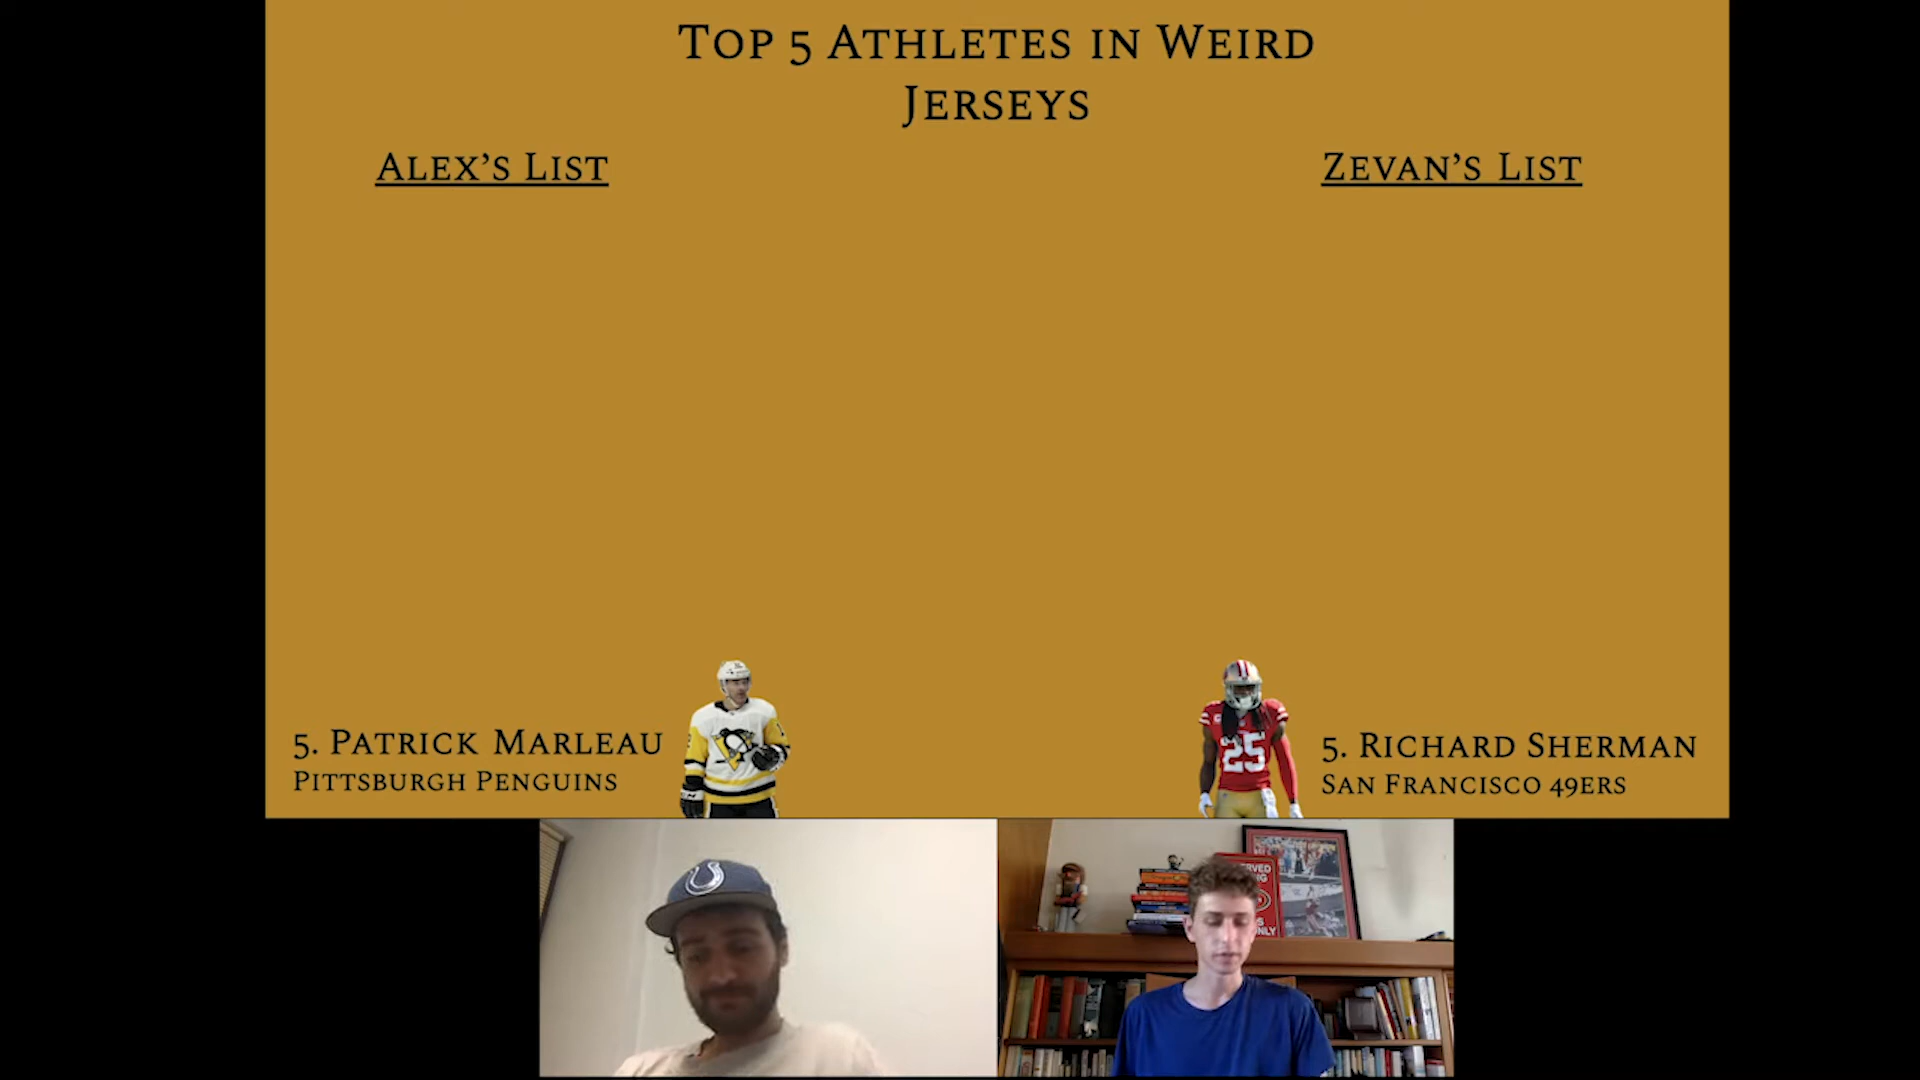 Top 5 Athletes in Weird
Jerseys
Alex's List
Zevan's List
5. Patrick Marleau
Pittsburgh Penguins
25
5. Richard Sherman
San Francisco 49ers